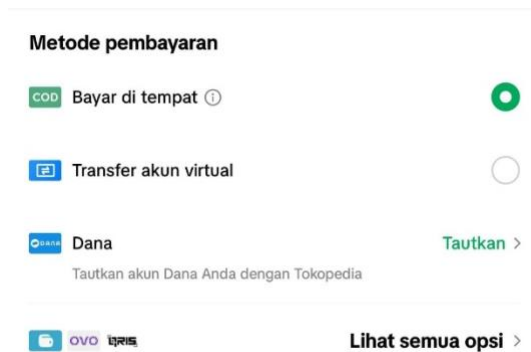 Metode pembayaran
COD Bayar di tempat
Transfer akun virtual
DANA Dana Tautkan >
Tautkan akun Dana Anda dengan Tokopedia
OVO QRIS Lihat semua opsi >